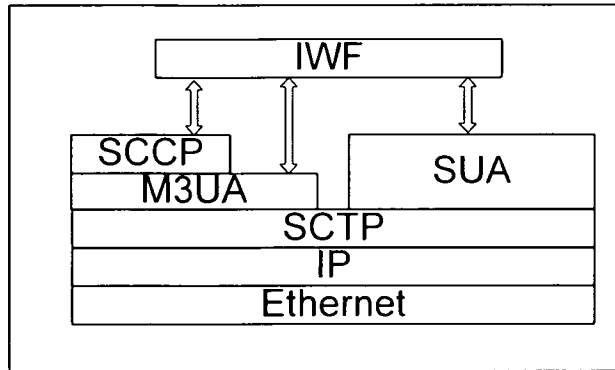 IWF
SCCP
M3UA
SUA
SCTP
IP
Ethernet